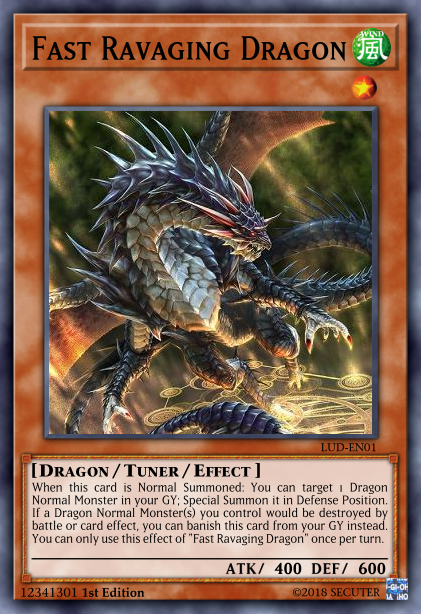 FAST RAVAGING DRAGON
WIND
風
LUD-EN01
[DRAGON/TUNER/EFFECT]
When this card is Normal Summoned: You can target 1 Dragon
Normal Monster in your GY; Special Summon it in Defense Position.
If a Dragon Normal Monster(s) you control would be destroyed by
battle or card effect, you can banish this card from your GY instead.
You can only use this effect of "Fast Ravaging Dragon" once per turn.
ATK/ 400 DEF/ 600
12341301 1st Edition
©2018 SECUTER